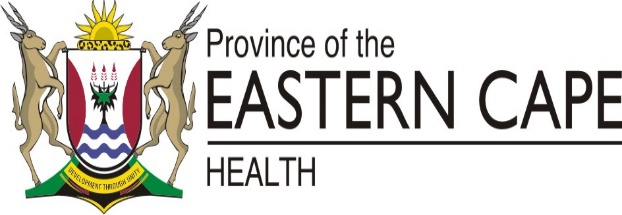 Province of the
EASTERN CAPE
HEALTH
DEVELOPMENT THROUGH UNITY